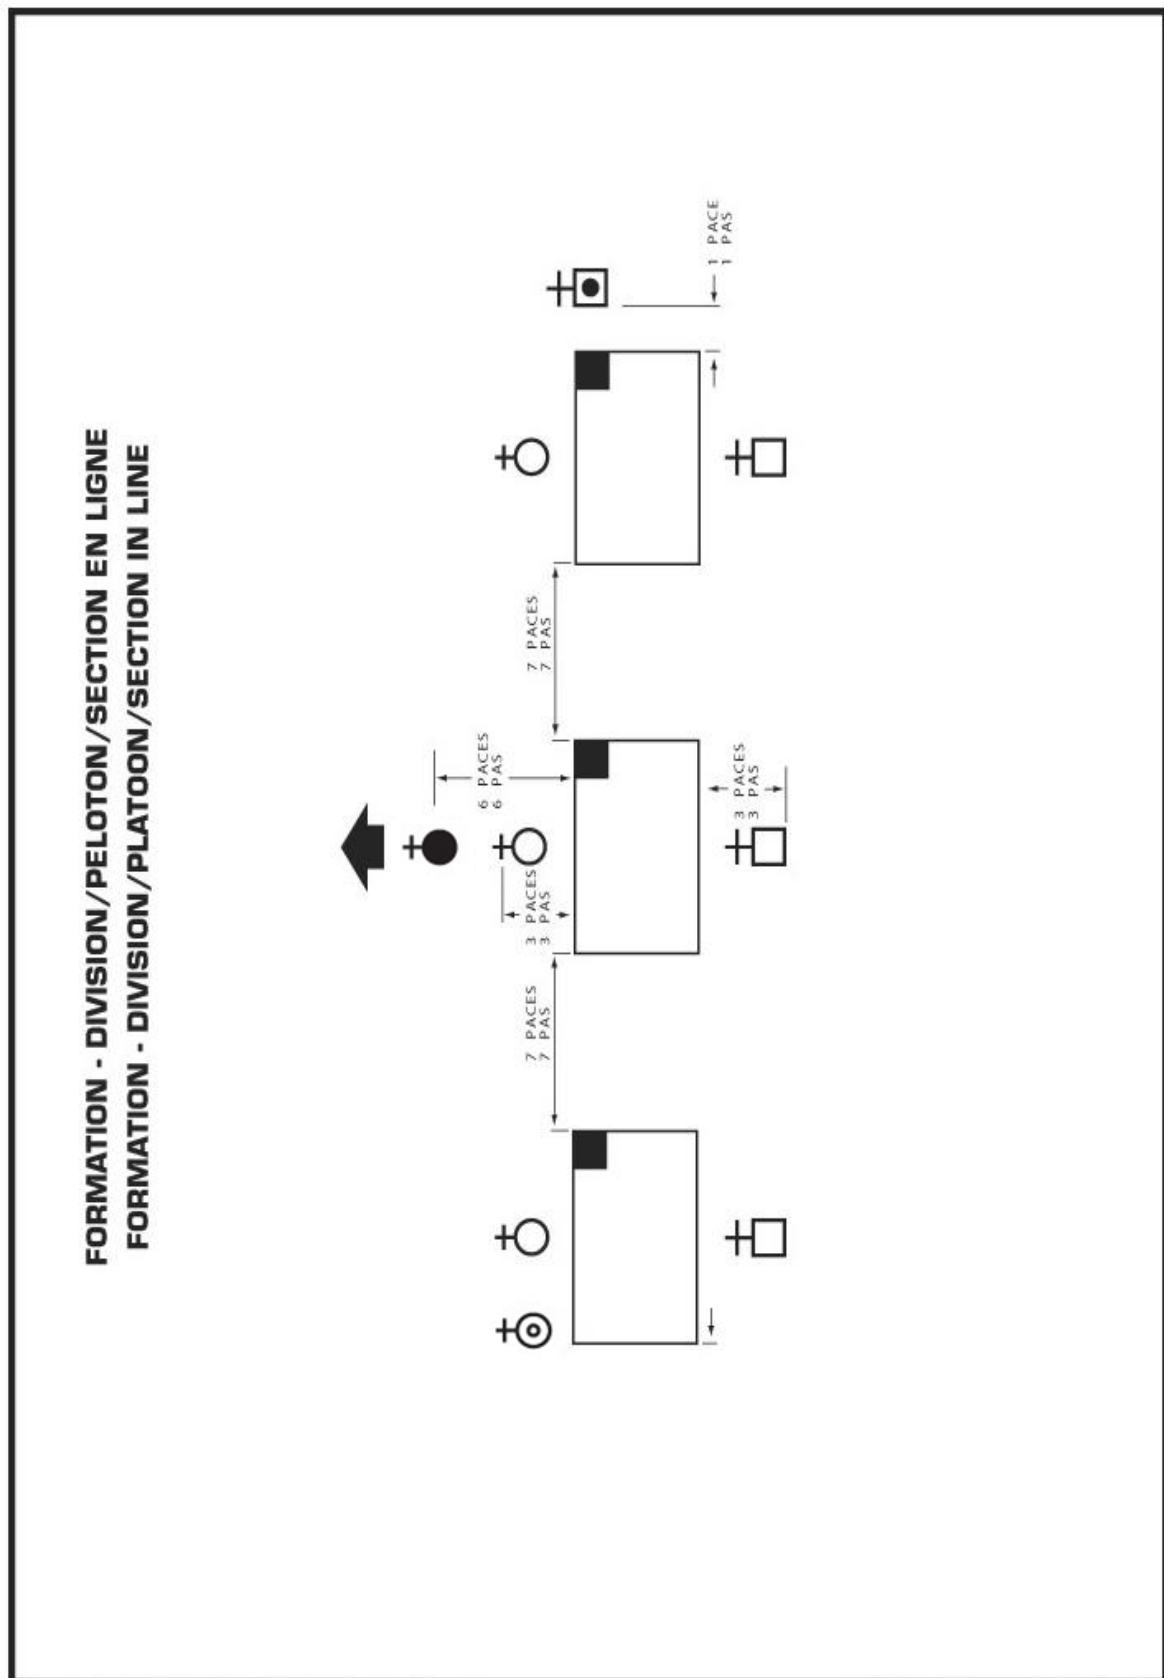 FORMATION - DIVISION/PELOTON/SECTION EN LIGNE
FORMATION - DIVISION/PLATOON/SECTION IN LINE
6 PACES
6 PAS
3 PACES
3 PAS
7 PACES
7 PAS
7 PACES
7 PAS
3 PACES
3 PAS
1 PACE
1 PAS